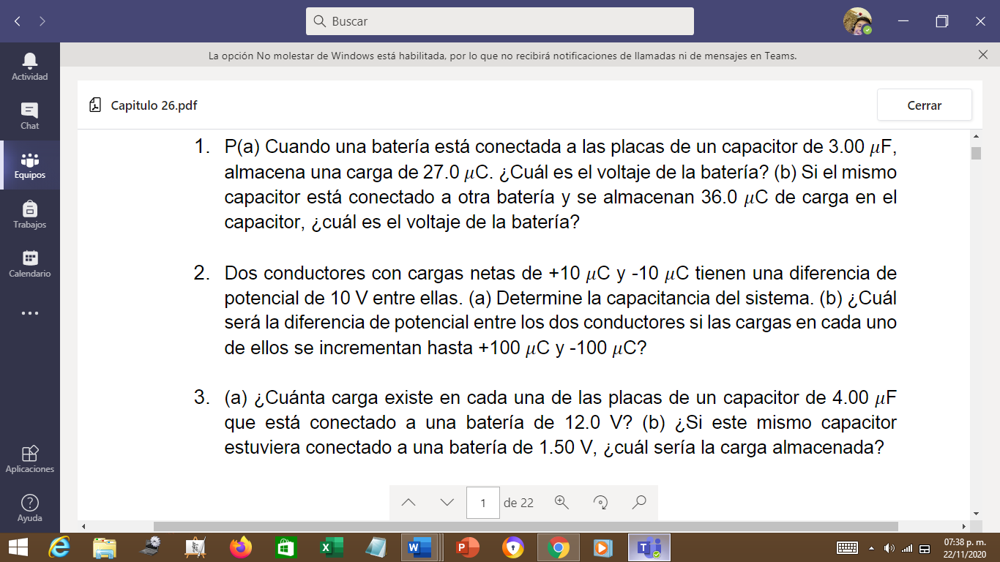 Buscar
La opción No molestar de Windows está habilitada, por lo que no recibirá notificaciones de llamadas ni de mensajes en Teams.
Actividad
Chat
Equipos
Trabajos
Calendario
Aplicaciones
Ayuda
Capitulo 26.pdf
Cerrar
1. P(a) Cuando una batería está conectada a las placas de un capacitor de 3.00 𝜇F,
almacena una carga de 27.0 𝜇C. ¿Cuál es el voltaje de la batería? (b) Si el mismo
capacitor está conectado a otra batería y se almacenan 36.0 𝜇C de carga en el
capacitor, ¿cuál es el voltaje de la batería?
2. Dos conductores con cargas netas de +10 𝜇C y -10 𝜇C tienen una diferencia de
potencial de 10 V entre ellas. (a) Determine la capacitancia del sistema. (b) ¿Cuál
será la diferencia de potencial entre los dos conductores si las cargas en cada uno
de ellos se incrementan hasta +100 𝜇C y -100 𝜇C?
3. (a) ¿Cuánta carga existe en cada una de las placas de un capacitor de 4.00 𝜇F
que está conectado a una batería de 12.0 V? (b) ¿Si este mismo capacitor
estuviera conectado a una batería de 1.50 V, ¿cuál sería la carga almacenada?
1 de 22
07:38 p. m.
22/11/2020